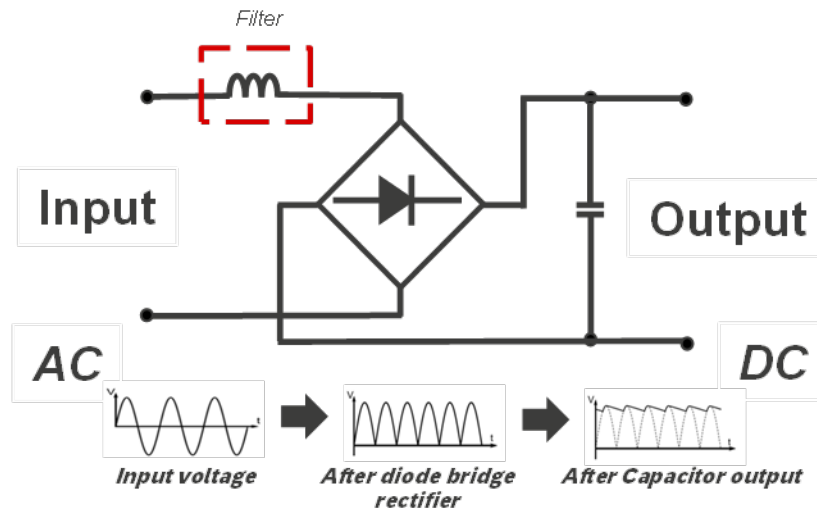 Filter
Input
Output
AC
DC
V
t
V
t
V
t
Input voltage
After diode bridge
rectifier
After Capacitor output